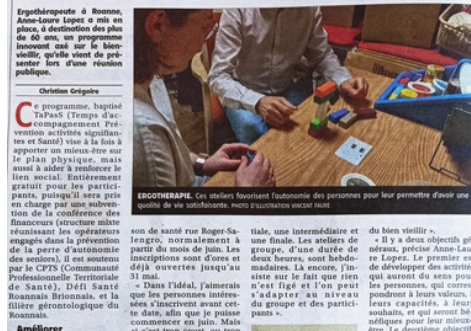 Ergothérapeute à Roanne,
Anne-Laure Lopez a mis en
place, à destination des plus
de 60 ans, un programme
innovant axé sur le bien-
vieillir, qu'elle vient de pré-
senter lors d'une réunion
publique.
Christian Grégoire
Ce programme, baptisé
TaPasS (Temps d'ac-
compagnement Pré-
vention activités signifian-
tes et Santé) vise à la fois à
apporter un mieux-être sur
le plan physique, mais
aussi à aider à renforcer le
lien social. Entièrement
gratuit pour les partici-
pants, puisqu'il sera pris
en charge par une subven-
tion de la conférence des
financeurs (structure mixte
réunissant les opérateurs
engagés dans la prévention
de la perte d'autonomie
des seniors), il est soutenu
par le CPTS (Communauté
Professionnelle Territoriale
de Santé), Défi Santé
Roannais Brionnais, et la
filière gérontologique du
Roannais.
Améliorer
ERGOTHERAPIE. Ces ateliers favorisent l'autonomie des personnes pour leur permettre d'avoir une
qualité de vie satisfaisante. PHOTO D'ILLUSTRATION VINCENT FAURE
son de santé rue Roger-Sa-
lengro, normalement à
partir du mois de juin. Les
inscriptions sont d'ores et
déjà ouvertes jusqu'au
31 mai.
« Dans l'idéal, j'aimerais
que les personnes intéres-
sées s'inscrivent avant cet-
te date, afin que je puisse
commencer en juin. Mais
tiale, une intermédiaire et
une finale. Les ateliers de
groupe, d'une durée de
deux heures, sont hebdo-
madaires. Là encore, j'in-
siste sur le fait que rien
n'est figé et l'on peut
s'adapter au niveau
du groupe et des partici-
pants ».
du bien vieillir ».
« Il y a deux objectifs gé
néraux, précise Anne-Lau
re Lopez. Le premier es
de développer des activité
qui auront du sens pou
les personnes, qui corres
pondront à leurs valeurs
leurs capacités, à leur
souhaits, et qui seront bé
néfiques pour leur mieux-